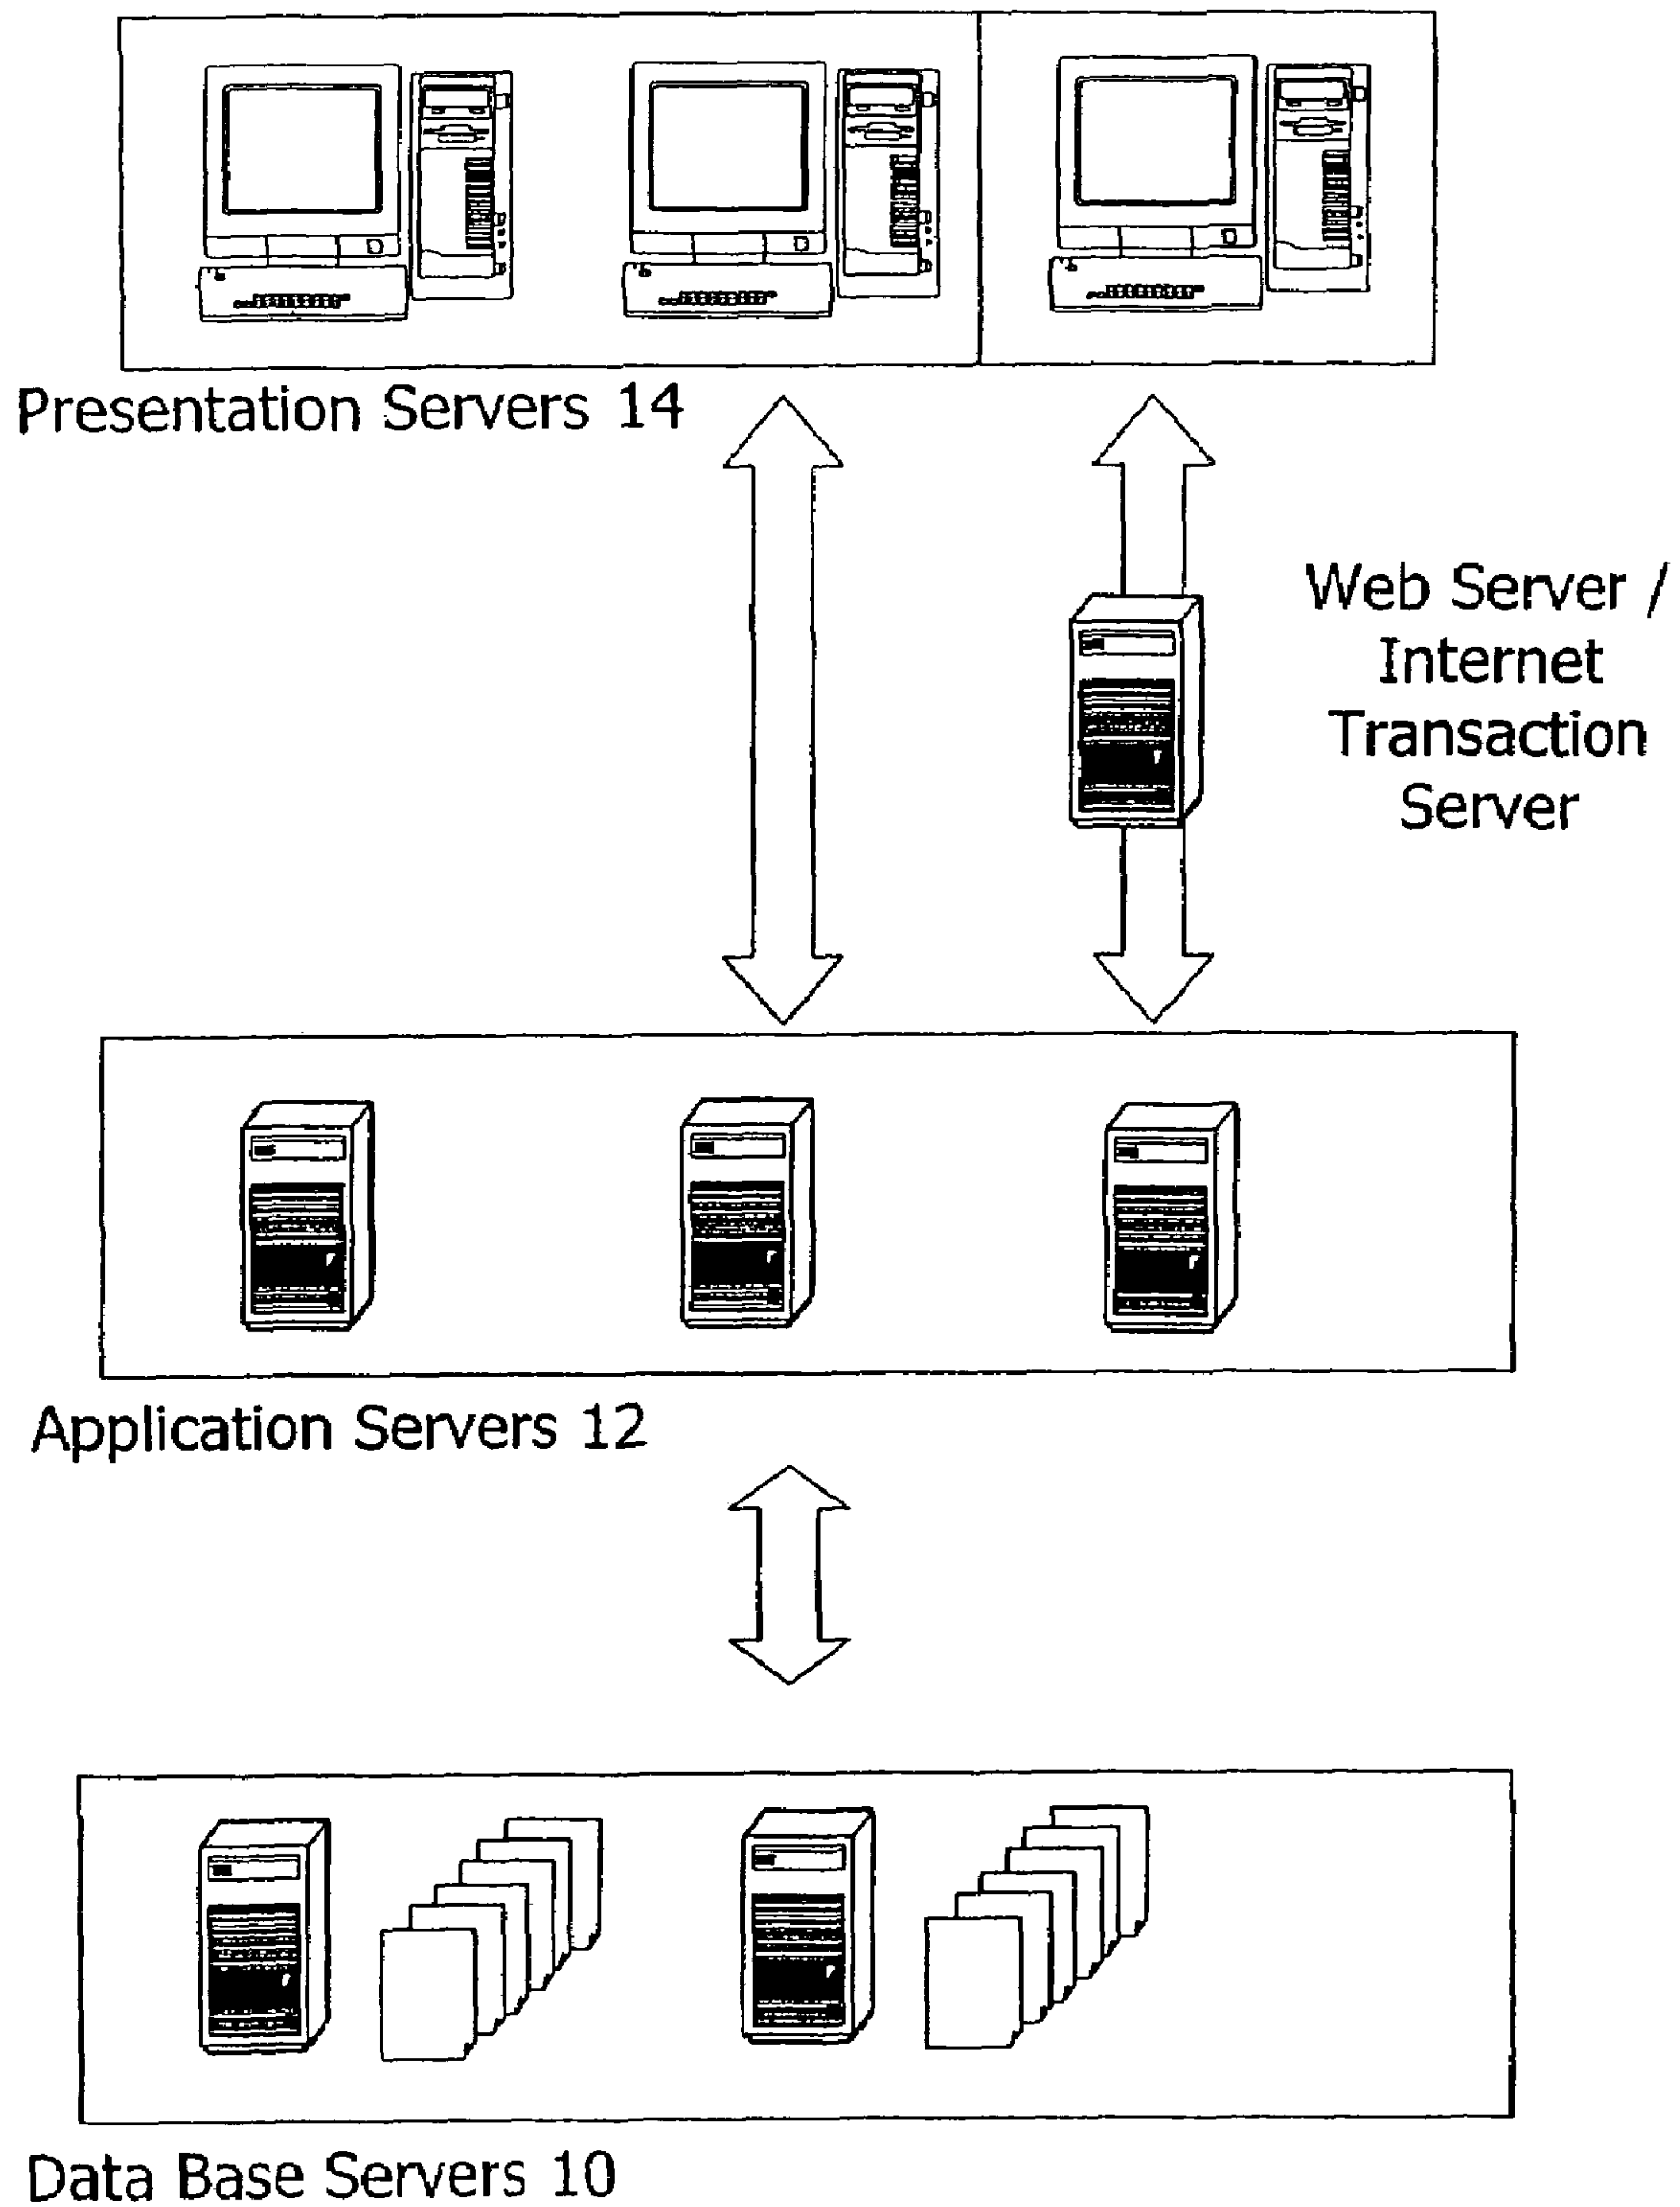 Presentation Servers 14
Web Server /
Internet
Transaction
Server
Application Servers 12
Data Base Servers 10